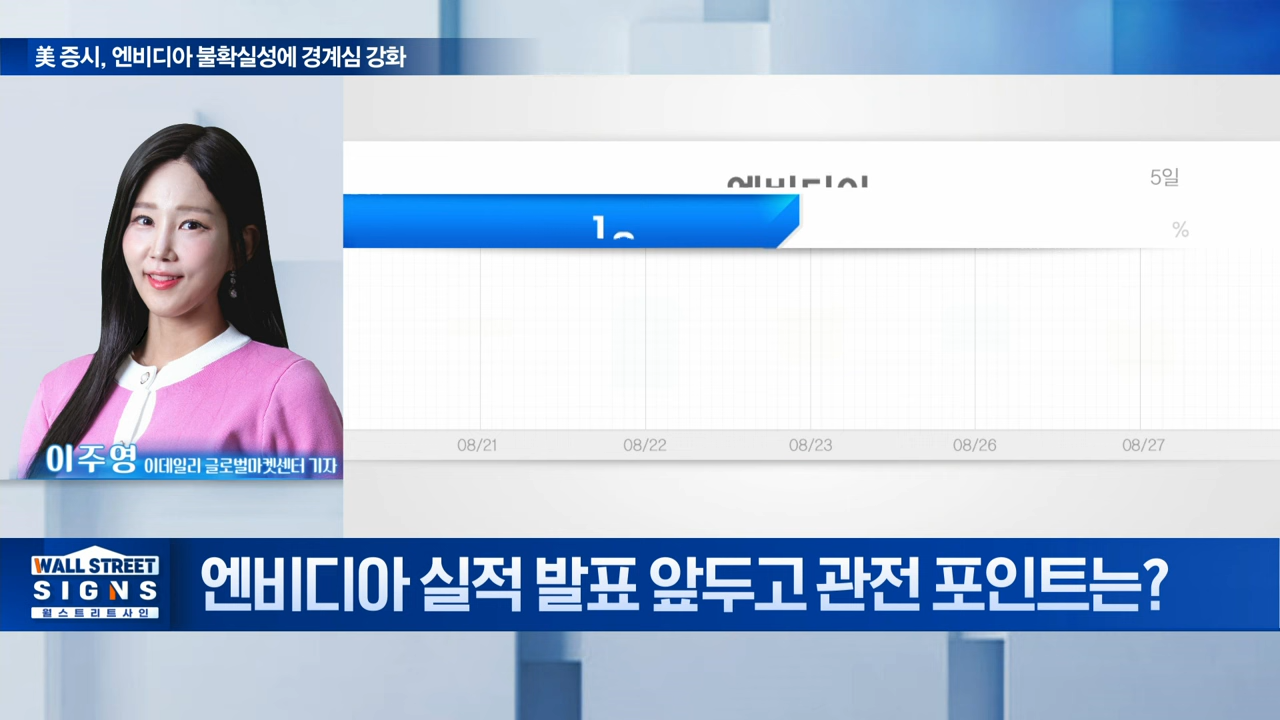 美 증시, 엔비디아 불확실성에 경계심 강화
5일
%
08/21 08/22 08/23 08/26 08/27
이주영 이데일리 글로벌마켓센터 기자
WALL STREET
SIGNS
월스트리트사인
엔비디아 실적 발표 앞두고 관전 포인트는?